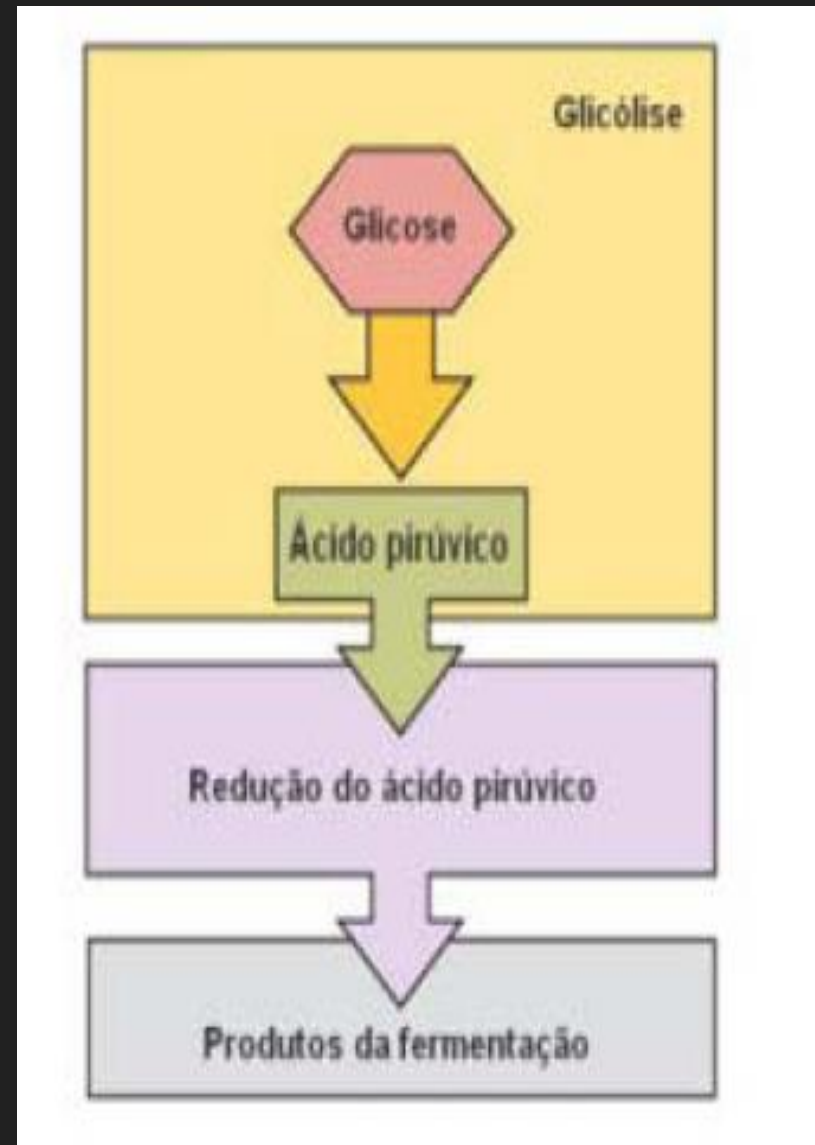 Glicólise
Glicose
Ácido pirúvico
Redução do ácido pirúvico
Produtos da fermentação